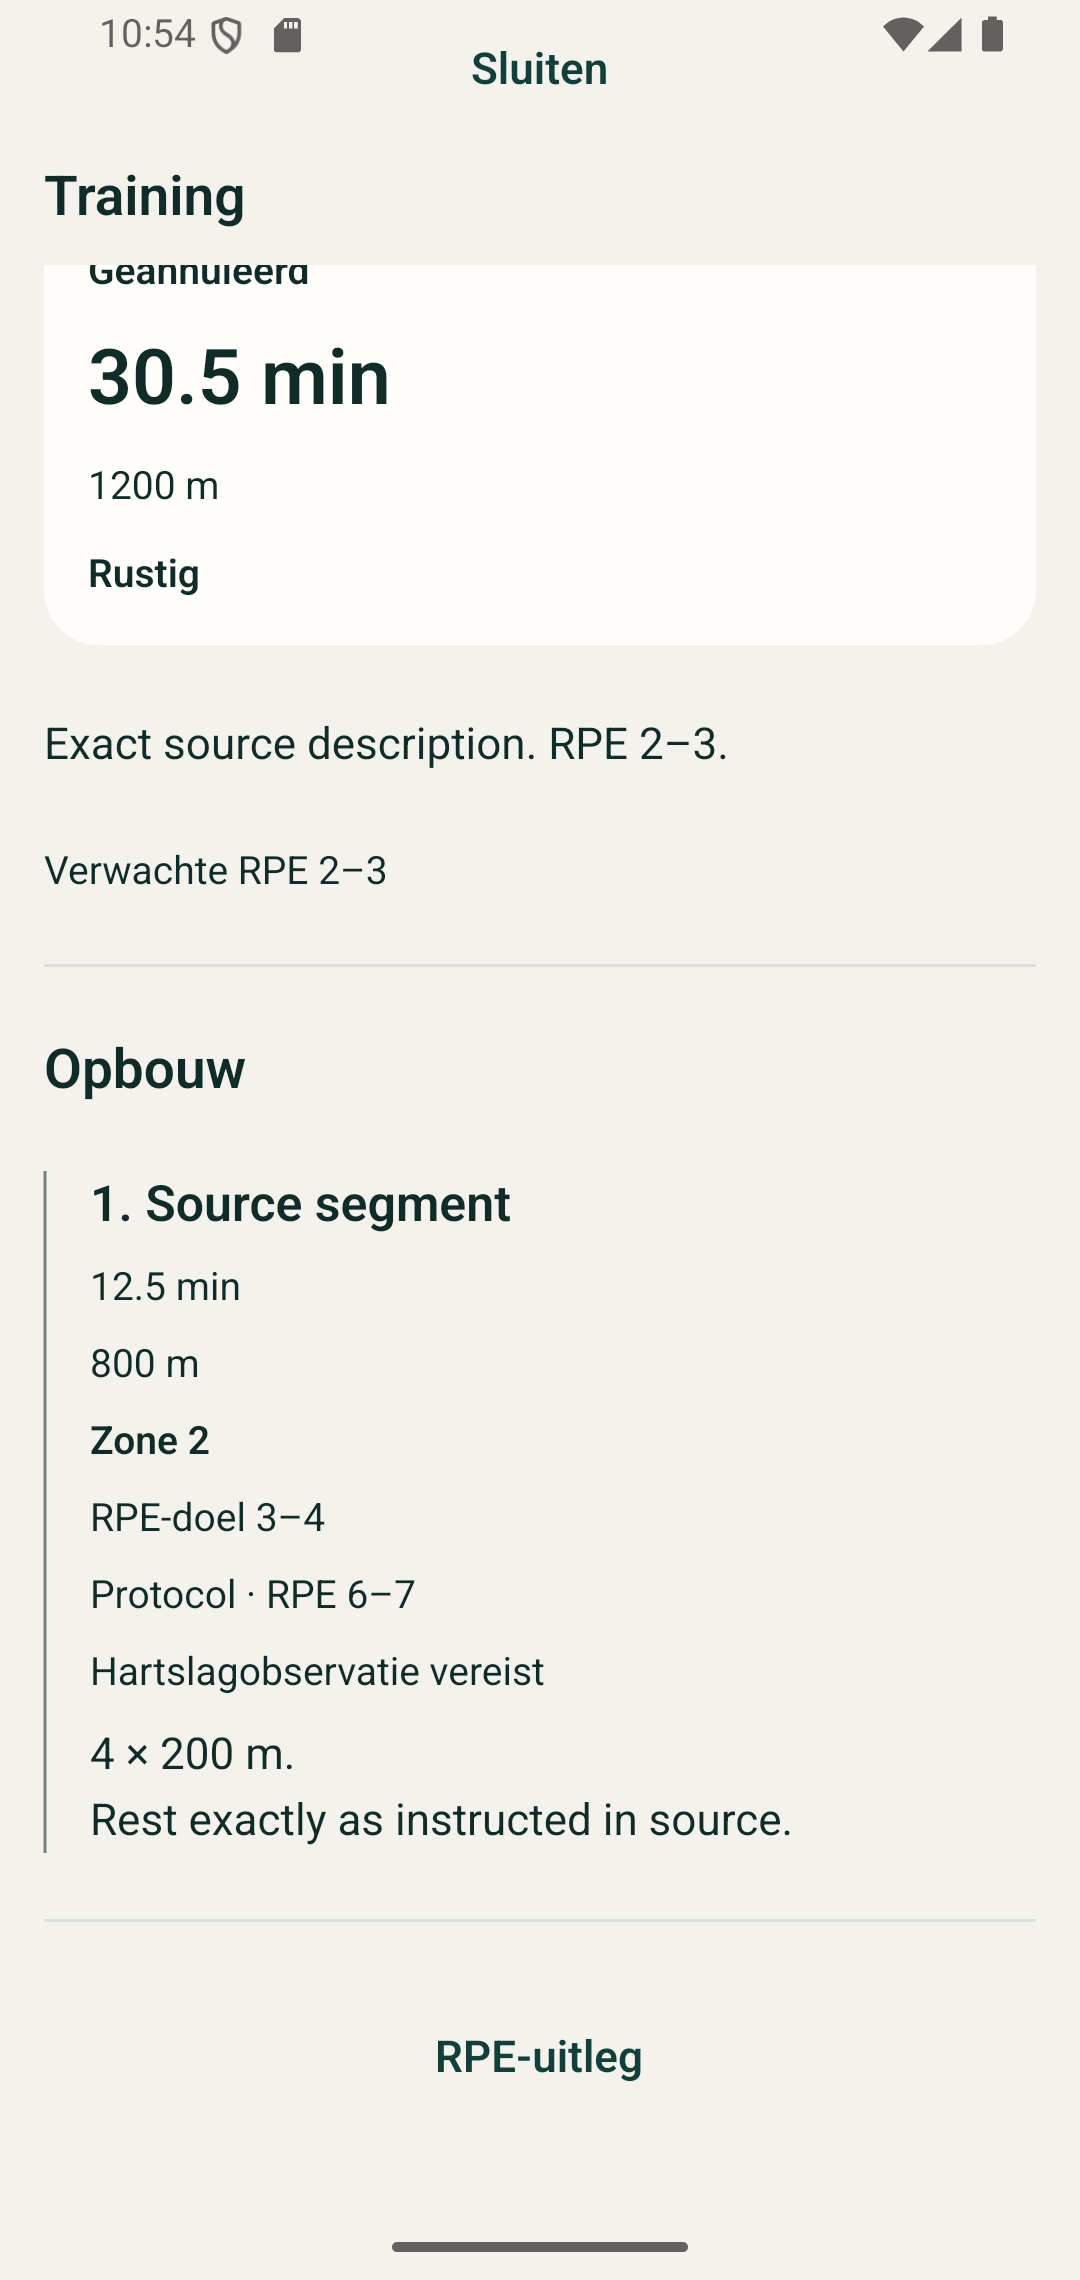 10:54
Sluiten
Training
Geannuleerd
30.5 min
1200 m
Rustig
Exact source description. RPE 2–3.
Verwachte RPE 2–3
Opbouw
1. Source segment
12.5 min
800 m
Zone 2
RPE-doel 3–4
Protocol · RPE 6–7
Hartslagobservatie vereist
4 × 200 m.
Rest exactly as instructed in source.
RPE-uitleg